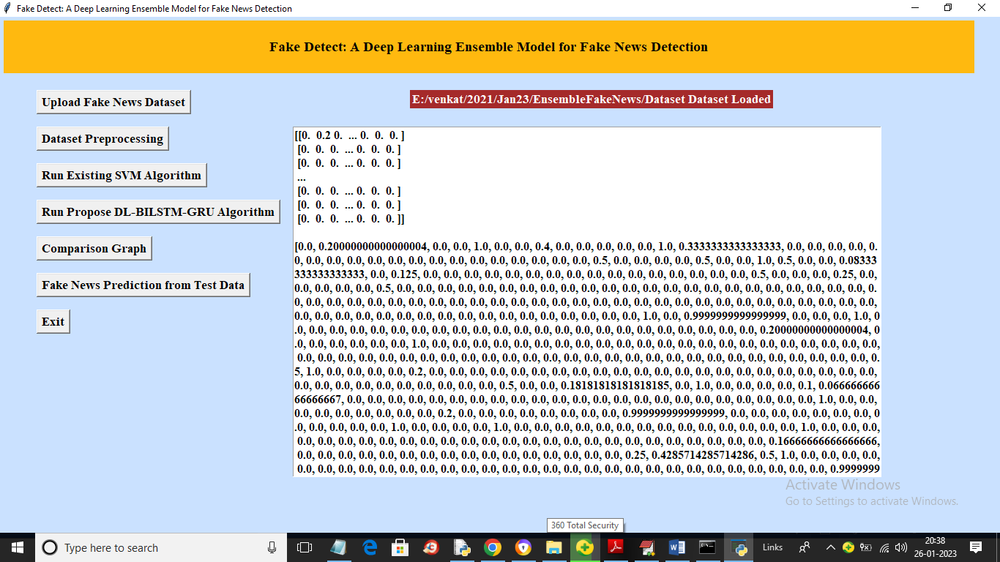 Fake Detect: A Deep Learning Ensemble Model for Fake News Detection
Fake Detect: A Deep Learning Ensemble Model for Fake News Detection
Upload Fake News Dataset
E:/venkat/2021/Jan23/EnsembleFakeNews/Dataset Dataset Loaded
Dataset Preprocessing
Run Existing SVM Algorithm
Run Propose DL-BILSTM-GRU Algorithm
Comparison Graph
Fake News Prediction from Test Data
Exit
[[0.  0.2 0.  ... 0.  0.  0. ]
[0.  0.  0.  ... 0.  0.  0. ]
[0.  0.  0.  ... 0.  0.  0. ]
...
[0.  0.  0.  ... 0.  0.  0. ]
[0.  0.  0.  ... 0.  0.  0. ]
[0.  0.  0.  ... 0.  0.  0. ]]
[0.0, 0.20000000000000004, 0.0, 0.0, 1.0, 0.0, 0.0, 0.4, 0.0, 0.0, 0.0, 0.0, 0.0, 1.0, 0.3333333333333333, 0.0, 0.0, 0.0, 0.0, 0.
0, 0.0, 0.0, 0.0, 0.0, 0.0, 0.0, 0.0, 0.0, 0.0, 0.0, 0.0, 0.0, 0.0, 0.0, 0.5, 0.0, 0.0, 0.0, 0.0, 0.5, 0.0, 0.0, 1.0, 0.5, 0.0, 0.0, 0.08333
333333333333, 0.0, 0.125, 0.0, 0.0, 0.0, 0.0, 0.0, 0.0, 0.0, 0.0, 0.0, 0.0, 0.0, 0.0, 0.0, 0.0, 0.0, 0.0, 0.5, 0.0, 0.0, 0.0, 0.25, 0.0,
0.0, 0.0, 0.0, 0.0, 0.5, 0.0, 0.0, 0.0, 0.0, 0.0, 0.0, 0.0, 0.0, 0.0, 0.0, 0.0, 0.0, 0.0, 0.0, 0.0, 0.0, 0.0, 0.0, 0.0, 0.0, 0.0, 0.0, 0.
0, 0.0, 0.0, 0.0, 0.0, 0.0, 0.0, 0.0, 0.0, 0.0, 0.0, 0.0, 0.0, 0.0, 0.0, 0.0, 0.0, 0.0, 0.0, 0.0, 0.0, 0.0, 0.0, 0.0, 0.0, 0.0, 0.0, 0.0,
0.0, 0.0, 0.0, 0.0, 0.0, 0.0, 0.0, 0.0, 0.0, 0.0, 0.0, 0.0, 0.0, 0.0, 0.0, 0.0, 0.0, 1.0, 0.0, 0.0, 0.9999999999999999, 0.0, 0.0, 0.0, 1.0, 0
.0, 0.0, 0.0, 0.0, 0.0, 0.0, 0.0, 0.0, 0.0, 0.0, 0.0, 0.0, 0.0, 0.0, 0.0, 0.0, 0.0, 0.0, 0.0, 0.0, 0.0, 0.0, 0.0, 0.20000000000000004, 0
.0, 0.0, 0.0, 0.0, 0.0, 0.0, 1.0, 0.0, 0.0, 0.0, 0.0, 0.0, 0.0, 0.0, 0.0, 0.0, 0.0, 0.0, 0.0, 0.0, 0.0, 0.0, 0.0, 0.0, 0.0, 0.0, 0.0, 0.0, 0.0,
0.0, 0.0, 0.0, 0.0, 0.0, 0.0, 0.0, 0.0, 0.0, 0.0, 0.0, 0.0, 0.0, 0.0, 0.0, 0.0, 0.0, 0.0, 0.0, 0.0, 0.0, 0.0, 0.0, 0.0, 0.0, 0.0, 0.0, 0.0, 0.
5, 1.0, 0.0, 0.0, 0.0, 0.0, 0.2, 0.0, 0.0, 0.0, 0.0, 0.0, 0.0, 0.0, 0.0, 0.0, 0.0, 0.0, 0.0, 0.0, 0.0, 0.0, 0.0, 0.0, 0.0, 0.0, 0.0, 0.0, 0.0,
0.0, 0.0, 0.0, 0.0, 0.0, 0.0, 0.0, 0.0, 0.0, 0.0, 0.5, 0.0, 0.0, 0.18181818181818185, 0.0, 1.0, 0.0, 0.0, 0.0, 0.0, 0.1, 0.066666666
66666667, 0.0, 0.0, 0.0, 0.0, 0.0, 0.0, 0.0, 0.0, 0.0, 0.0, 0.0, 0.0, 0.0, 0.0, 0.0, 0.0, 0.0, 0.0, 0.0, 0.0, 0.0, 0.0, 0.0, 1.0, 0.0, 0.0,
0.0, 0.0, 0.0, 0.0, 0.0, 0.0, 0.0, 0.2, 0.0, 0.0, 0.0, 0.0, 0.0, 0.0, 0.0, 0.0, 0.9999999999999999, 0.0, 0.0, 0.0, 0.0, 0.0, 0.0, 0.0, 0
.0, 0.0, 0.0, 0.0, 0.0, 1.0, 0.0, 0.0, 0.0, 0.0, 1.0, 0.0, 0.0, 0.0, 0.0, 0.0, 0.0, 0.0, 0.0, 0.0, 0.0, 0.0, 0.0, 0.0, 0.0, 1.0, 0.0, 0.0, 0.0,
0.0, 0.0, 0.0, 0.0, 0.0, 0.0, 0.0, 0.0, 0.0, 0.0, 0.0, 0.0, 0.0, 0.0, 0.0, 0.0, 0.0, 0.0, 0.0, 0.0, 0.0, 0.0, 0.0, 0.16666666666666666,
0.0, 0.0, 0.0, 0.0, 0.0, 0.0, 0.0, 0.0, 0.0, 0.0, 0.0, 0.0, 0.0, 0.0, 0.0, 0.0, 0.25, 0.4285714285714286, 0.5, 1.0, 0.0, 0.0, 0.0, 0.0,
0.0, 0.0, 0.0, 0.0, 0.0, 0.0, 0.0, 0.0, 0.0, 0.0, 0.0, 0.0, 0.0, 0.0, 0.0, 0.0, 0.0, 0.0, 0.0, 0.0, 0.0, 0.0, 0.0, 0.0, 0.0, 0.0, 0.9999999
Activate Windows
Go to Settings to activate Windows.
360 Total Security
Type here to search
Links
20:38
26-01-2023